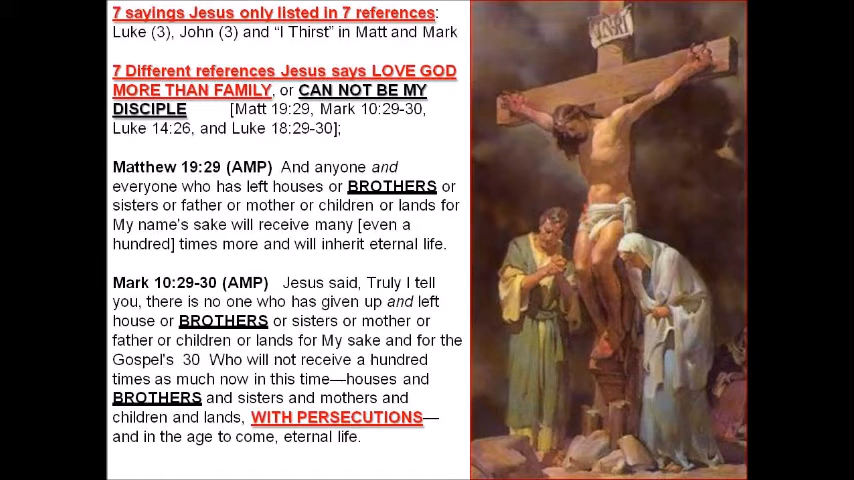 7 sayings Jesus only listed in 7 references:
Luke (3), John (3) and “I Thirst” in Matt and Mark
7 Different references Jesus says LOVE GOD
MORE THAN FAMILY, or CAN NOT BE MY
DISCIPLE [Matt 19:29, Mark 10:29-30,
Luke 14:26, and Luke 18:29-30];
Matthew 19:29 (AMP) And anyone and
everyone who has left houses or BROTHERS or
sisters or father or mother or children or lands for
My name’s sake will receive many [even a
hundred] times more and will inherit eternal life.
Mark 10:29-30 (AMP) Jesus said, Truly I tell
you, there is no one who has given up and left
house or BROTHERS or sisters or mother or
father or children or lands for My sake and for the
Gospel’s 30 Who will not receive a hundred
times as much now in this time—houses and
BROTHERS and sisters and mothers and
children and lands, WITH PERSECUTIONS—
and in the age to come, eternal life.
INRI